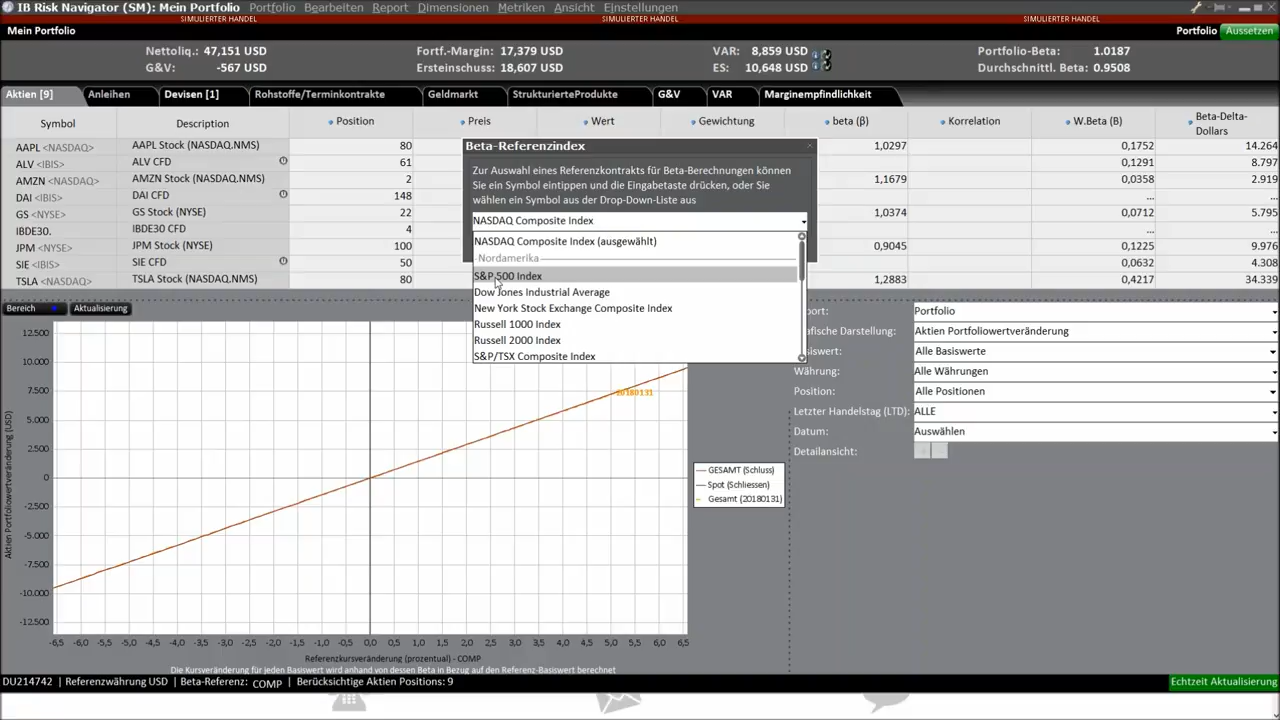 IB Risk Navigator (SM): Mein Portfolio Portfolio Bearbeiten Report Dimensionen Metriken Ansicht Einstellungen
SIMULIERTER HANDEL SIMULIERTER HANDEL SIMULIERTER HANDEL
Mein Portfolio Portfolio Aussetzen
Nettoliq.: 47,151 USD Fortf.-Margin: 17,379 USD VAR: 8,859 USD Portfolio-Beta: 1.0187
G&V: -567 USD Ersteinschuss: 18,607 USD ES: 10,648 USD Durchschnittl. Beta: 0.9508
Aktien [9] Anleihen Devisen [1] Rohstoffe/Terminkontrakte Geldmarkt StrukturierteProdukte G&V VAR Marginempfindlichkeit
Symbol Description Position Preis Wert Gewichtung beta (β) Korrelation W.Beta (B) Beta-Delta-
Dollars
AAPL <NASDAQ> AAPL Stock (NASDAQ.NMS) 80 1,0297 0,1752 14.264
ALV <IBIS> ALV CFD 61 0,1291 8.797
AMZN <NASDAQ> AMZN Stock (NASDAQ.NMS) 2 1,1679 0,0358 2.919
DAI <IBIS> DAI CFD 148 ... ...
GS <NYSE> GS Stock (NYSE) 22 1,0374 0,0712 5.795
IBDE30. IBDE30 CFD 4 ... ...
JPM <NYSE> JPM Stock (NYSE) 100 0,9045 0,1225 9.976
SIE <IBIS> SIE CFD 50 0,0632 4.308
TSLA <NASDAQ> TSLA Stock (NASDAQ.NMS) 80 1,2883 0,4217 34.339
Beta-Referenzindex
Zur Auswahl eines Referenzkontrakts für Beta-Berechnungen können
Sie ein Symbol eintippen und die Eingabetaste drücken, oder Sie
wählen ein Symbol aus der Drop-Down-Liste aus
NASDAQ Composite Index
NASDAQ Composite Index (ausgewählt)
Nordamerika
S&P 500 Index
Dow Jones Industrial Average
New York Stock Exchange Composite Index
Russell 1000 Index
Russell 2000 Index
S&P/TSX Composite Index
Bereich Aktualisierung
Aktien Portfoliowertveränderung (USD)
12.500
7.500
5.000
2.500
0
-2.500
-5.000
-7.500
-10.000
-12.500
20180131
GESAMT (Schluss)
Spot (Schliessen)
Gesamt (20180131)
-6,5 -6,0 -5,5 -5,0 -4,5 -4,0 -3,5 -3,0 -2,5 -2,0 -1,5 -1,0 -0,5 0,0 0,5 1,0 1,5 2,0 2,5 3,0 3,5 4,0 4,5 5,0 5,5 6,0 6,5
Referenzkursveränderung (prozentual) - COMP
Die Kursveränderung für jeden Basiswert wird anhand von dessen Beta in Bezug auf den Referenz-Basiswert berechnet
port: Portfolio
afische Darstellung: Aktien Portfoliowertveränderung
siswert: Alle Basiswerte
Währung: Alle Währungen
Position: Alle Positionen
Letzter Handelstag (LTD): ALLE
Datum: Auswählen
Detailansicht:
DU214742 | Referenzwährung USD | Beta-Referenz: COMP | Berücksichtige Aktien Positionen: 9 Echtzeit Aktualisierung